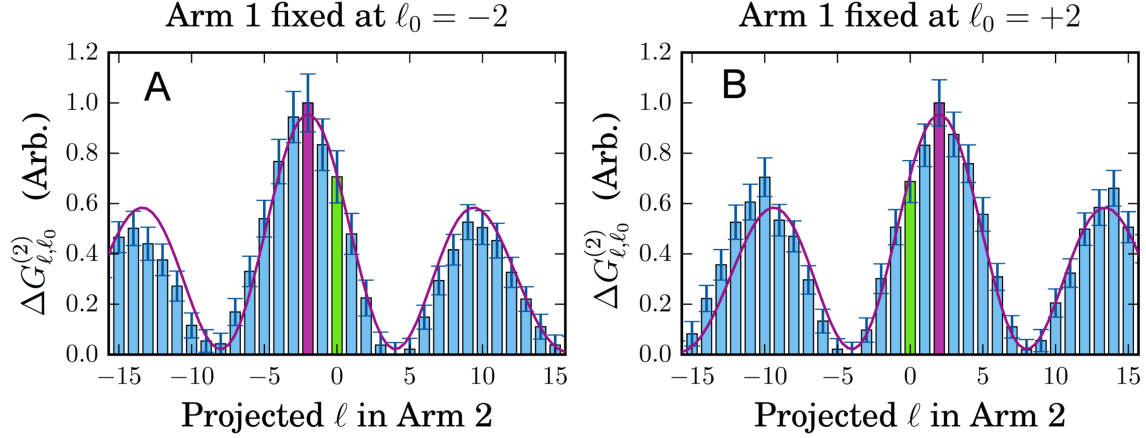 Arm 1 fixed at ℓ₀ = −2
A
1.2
1.0
0.8
0.6
0.4
0.2
0.0
ΔG⁽²⁾ℓ,ℓ₀ (Arb.)
−15 −10 −5 0 5 10 15
Projected ℓ in Arm 2
Arm 1 fixed at ℓ₀ = +2
B
1.2
1.0
0.8
0.6
0.4
0.2
0.0
ΔG⁽²⁾ℓ,ℓ₀ (Arb.)
−15 −10 −5 0 5 10 15
Projected ℓ in Arm 2